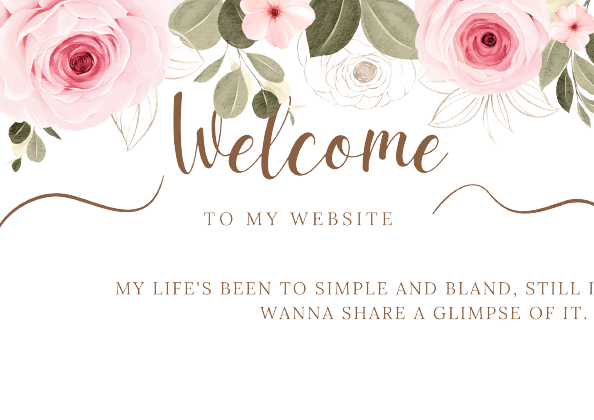 Welcome
TO MY WEBSITE
MY LIFE'S BEEN TO SIMPLE AND BLAND, STILL
WANNA SHARE A GLIMPSE OF IT.